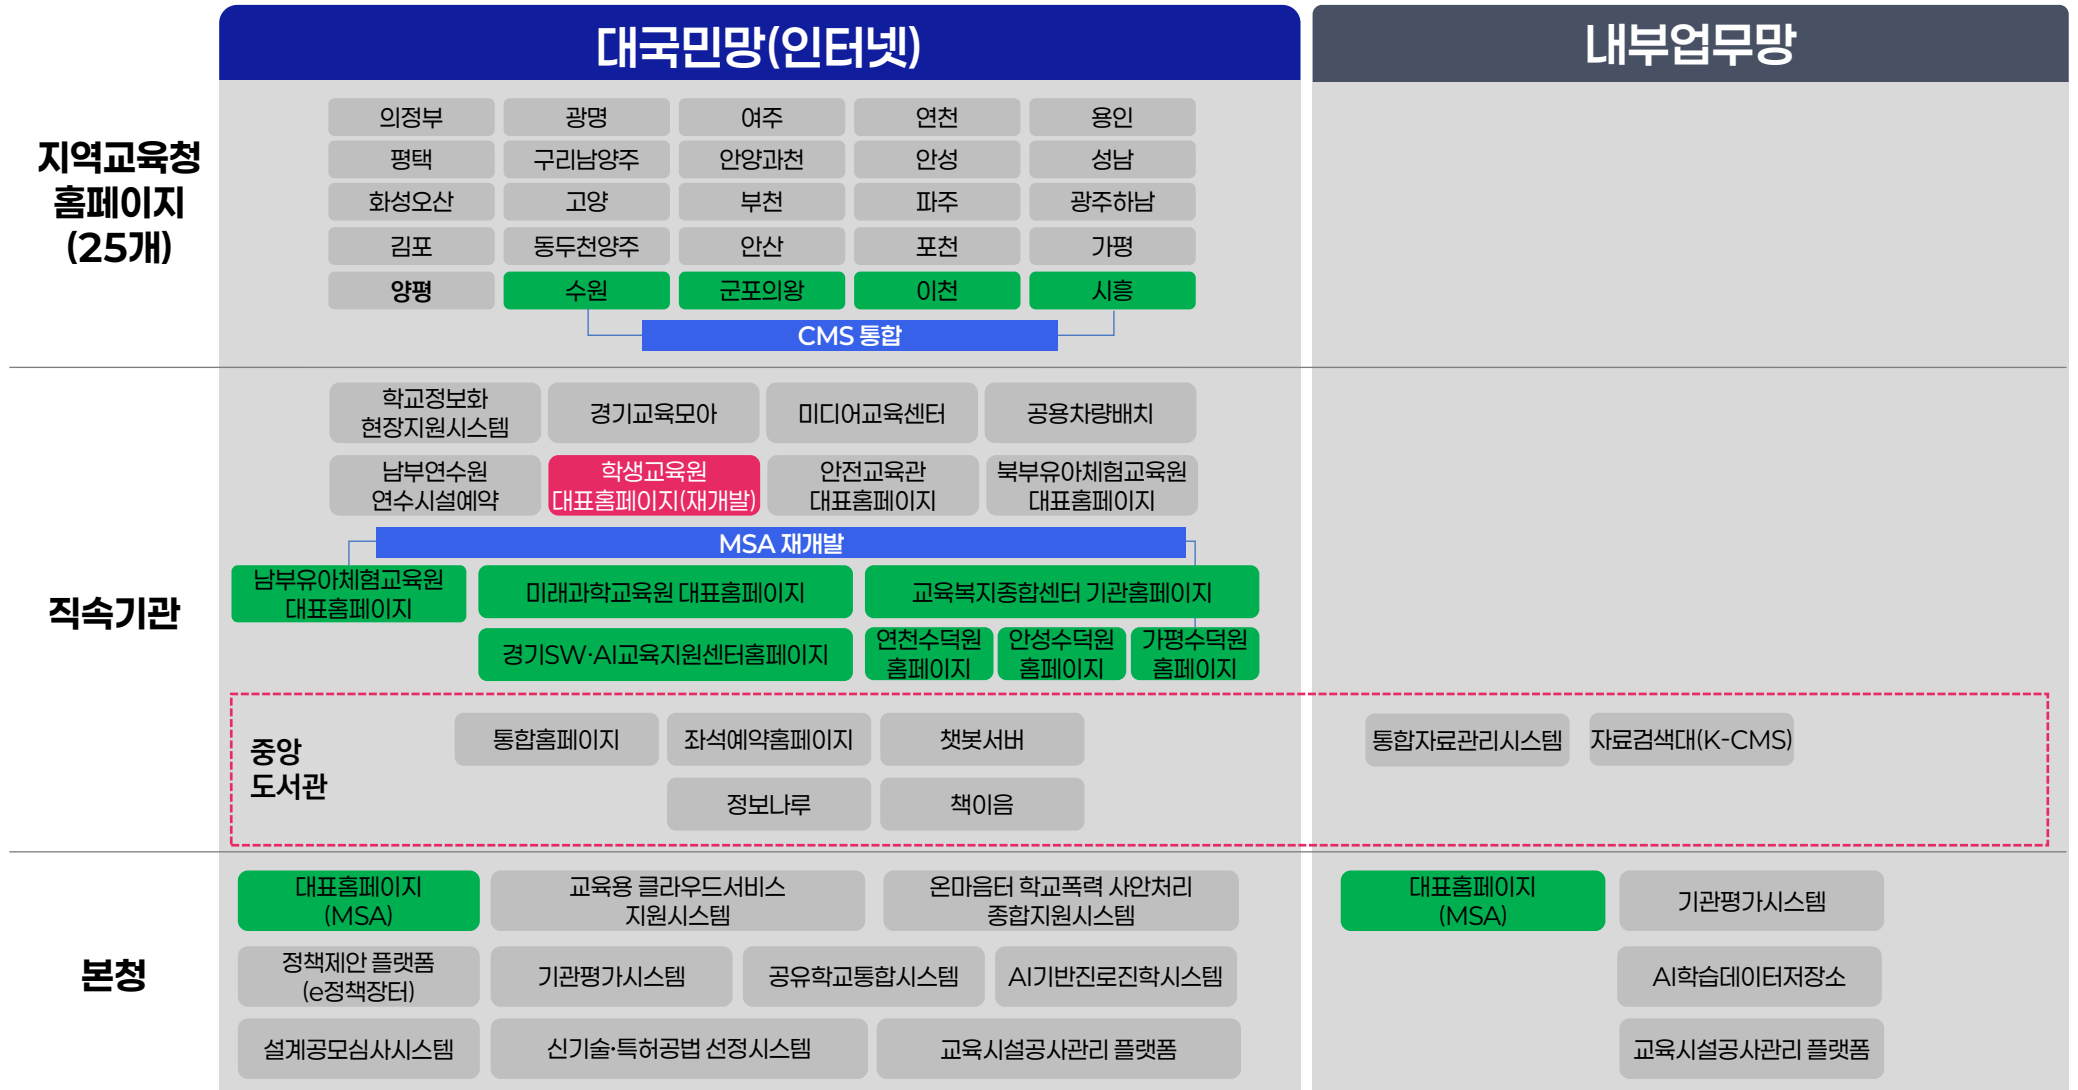 대국민망(인터넷)
내부업무망
지역교육청
홈페이지
(25개)
의정부
광명
여주
연천
용인
평택
구리남양주
안양과천
안성
성남
화성오산
고양
부천
파주
광주하남
김포
동두천양주
안산
포천
가평
양평
수원
군포의왕
이천
시흥
CMS 통합
직속기관
학교정보화
현장지원시스템
경기교육모아
미디어교육센터
공용차량배치
남부연수원
연수시설예약
학생교육원
대표홈페이지(재개발)
안전교육관
대표홈페이지
북부유아체험교육원
대표홈페이지
MSA 재개발
남부유아체혐교육원
대표홈페이지
미래과학교육원 대표홈페이지
교육복지종합센터 기관홈페이지
경기SW·AI교육지원센터홈페이지
연천수덕원
홈페이지
안성수덕원
홈페이지
가평수덕원
홈페이지
중앙
도서관
통합홈페이지
좌석예약홈페이지
챗봇서버
정보나루
책이음
통합자료관리시스템
자료검색대(K-CMS)
본청
대표홈페이지
(MSA)
교육용 클라우드서비스
지원시스템
온마음터 학교폭력 사안처리
종합지원시스템
정책제안 플랫폼
(e정책장터)
기관평가시스템
공유학교통합시스템
AI기반진로진학시스템
설계공모심사시스템
신기술·특허공법 선정시스템
교육시설공사관리 플랫폼
대표홈페이지
(MSA)
기관평가시스템
AI학습데이터저장소
교육시설공사관리 플랫폼